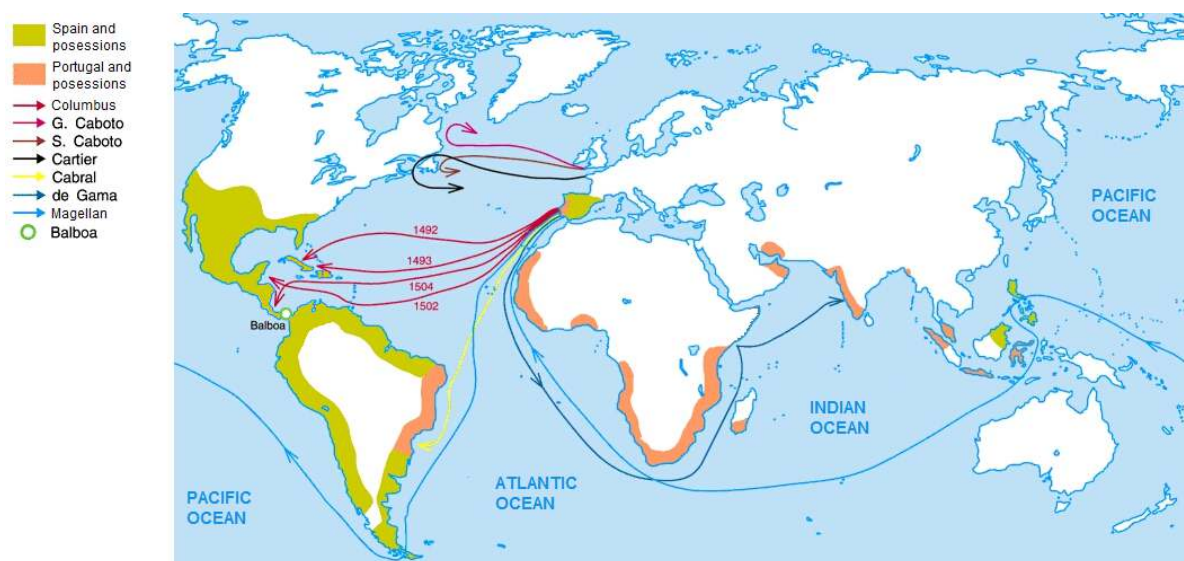 Spain and
posessions
Portugal and
posessions
Columbus
G. Caboto
S. Caboto
Cartier
Cabral
de Gama
Magellan
Balboa
1492
1493
1504
1502
Balboa
PACIFIC
OCEAN
ATLANTIC
OCEAN
INDIAN
OCEAN
PACIFIC
OCEAN